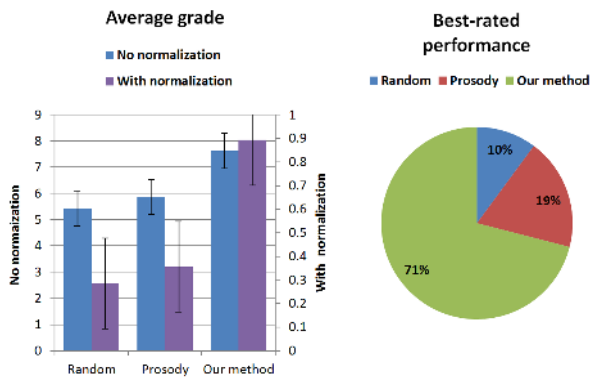 Average grade
No normalization
With normalization
9
8
7
6
5
4
3
2
1
0
No normaization
1
0.9
0.8
0.7
0.6
0.5
0.4
0.3
0.2
0.1
0
With normalization
Random Prosody Our method
Best-rated
performance
Random Prosody Our method
10%
19%
71%